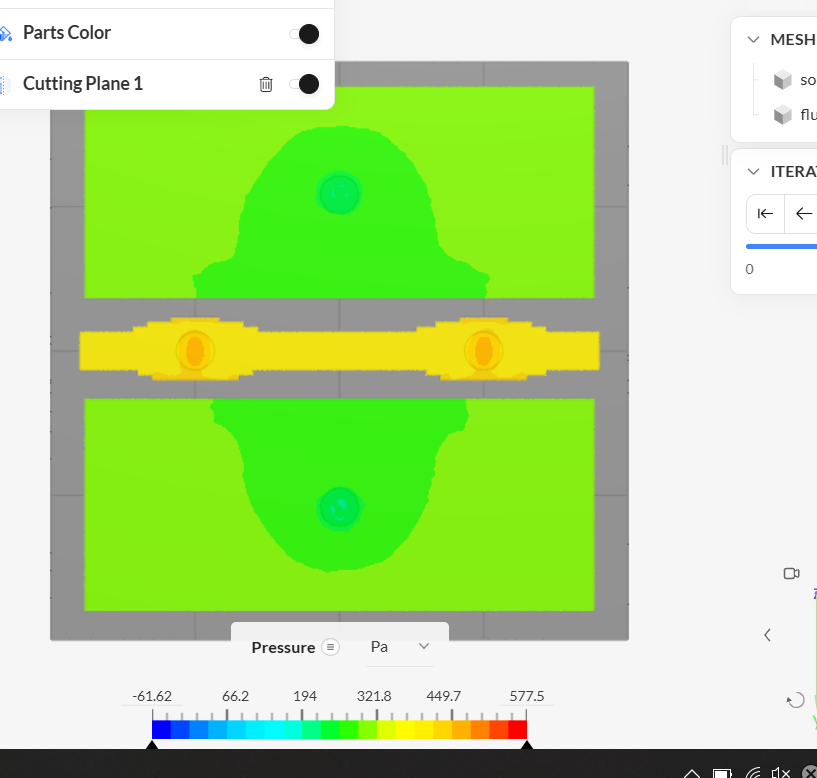 Parts Color
Cutting Plane 1
MESH
so
flu
ITERA
0
Pressure Pa
-61.62 66.2 194 321.8 449.7 577.5